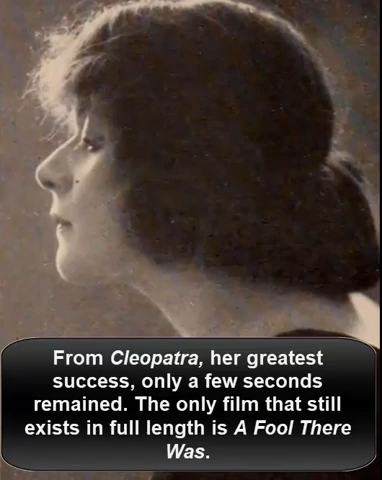 From Cleopatra, her greatest
success, only a few seconds
remained. The only film that still
exists in full length is A Fool There
Was.